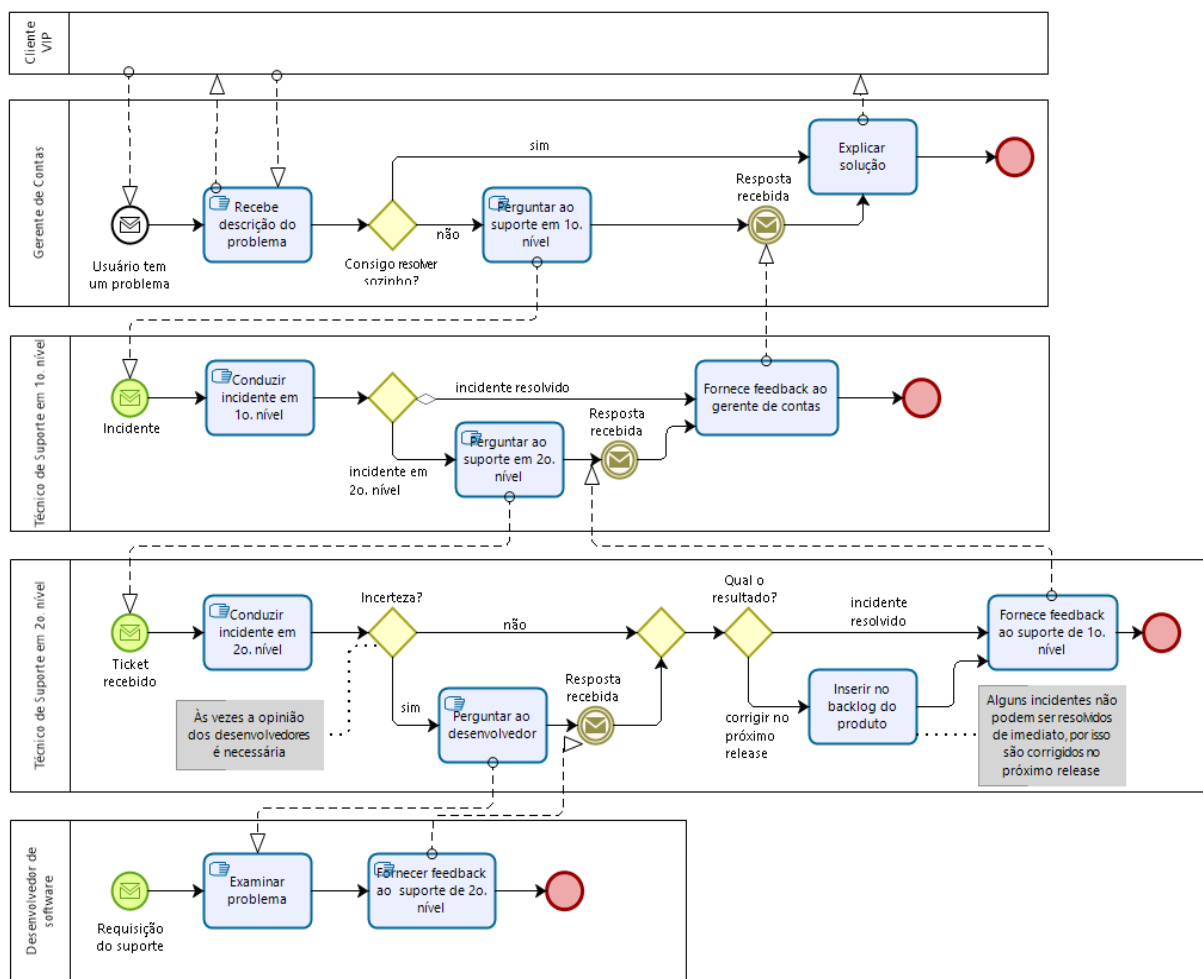 Cliente
VIP
Gerente de Contas
Usuário tem
um problema
Recebe
descrição do
problema
Consigo resolver
sozinho?
sim
não
Perguntar ao
suporte em 1o.
nível
Resposta
recebida
Explicar
solução
Técnico de Suporte em 1o. nível
Incidente
Conduzir
incidente em
1o. nível
incidente resolvido
incidente em
2o. nível
Perguntar ao
suporte em 2o.
nível
Resposta
recebida
Fornece feedback ao
gerente de contas
Técnico de Suporte em 2o. nível
Ticket
recebido
Conduzir
incidente em
2o. nível
Às vezes a opinião
dos desenvolvedores
é necessária
Incerteza?
não
sim
Perguntar ao
desenvolvedor
Resposta
recebida
Qual o
resultado?
incidente
resolvido
corrigir no
próximo
release
Inserir no
backlog do
produto
Fornece feedback
ao suporte de 1o.
nível
Alguns incidentes não
podem ser resolvidos
de imediato, por isso
são corrigidos no
próximo release
Desenvolvedor de
software
Requisição
do suporte
Examinar
problema
Fornecer feedback
ao suporte de 2o.
nível